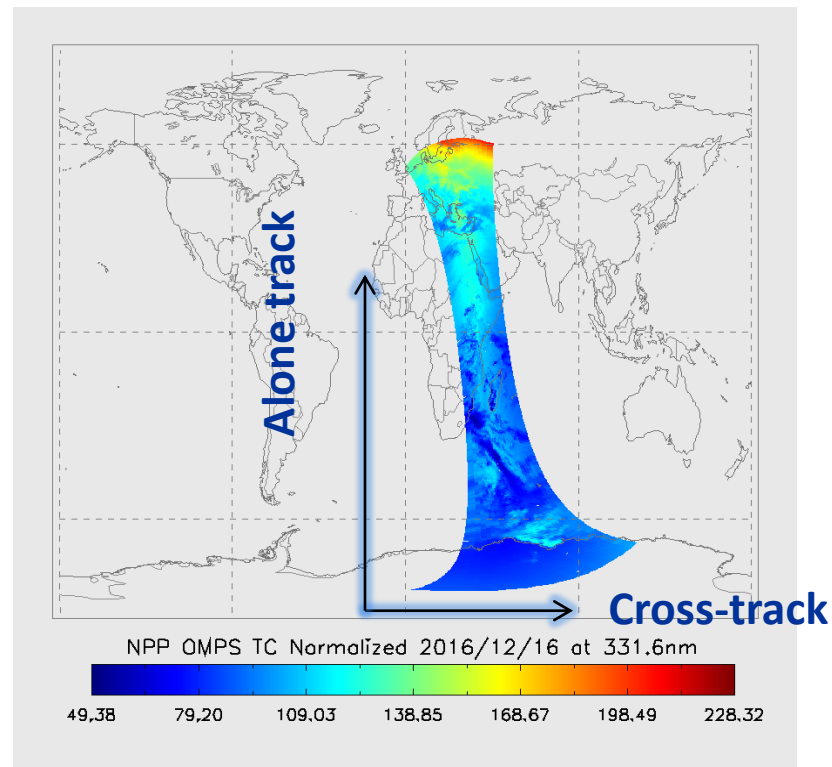 Alone track
Cross-track
NPP OMPS TC Normalized 2016/12/16 at 331.6nm
49.38 79.20 109.03 138.85 168.67 198.49 228.32